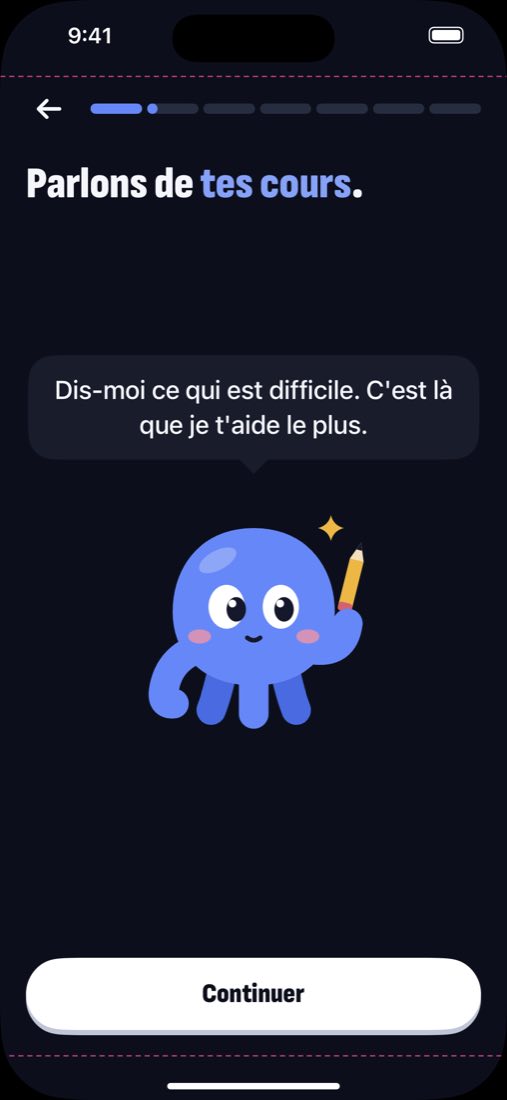 9:41
Parlons de tes cours.
Dis-moi ce qui est difficile. C'est là
que je t'aide le plus.
Continuer